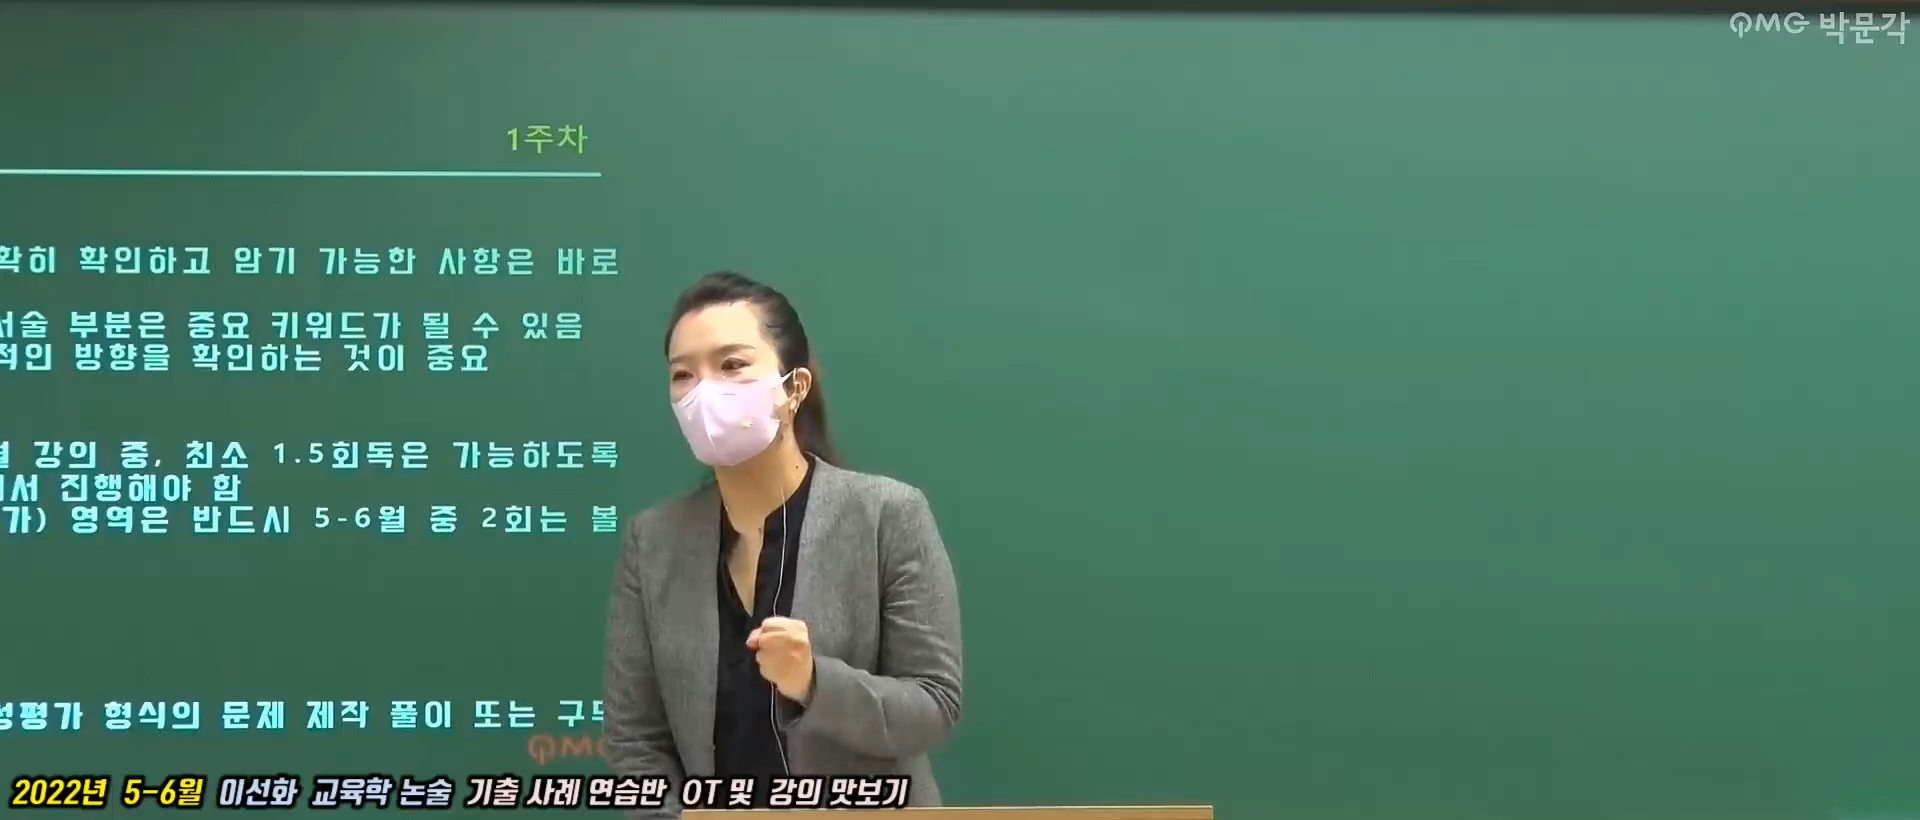 PMG 박문각
1주차
확히 확인하고 암기 가능한 사항은 바로
서술 부분은 중요 키워드가 될 수 있음
적인 방향을 확인하는 것이 중요
강의 중, 최소 1.5회독은 가능하도록
서 진행해야 함
가) 영역은 반드시 5-6월 중 2회는 볼
성평가 형식의 문제 제작 풀이 또는
PMG
2022년 5-6월 이선화 교육학 논술 기출 사례 연습반 OT 및 강의 맛보기